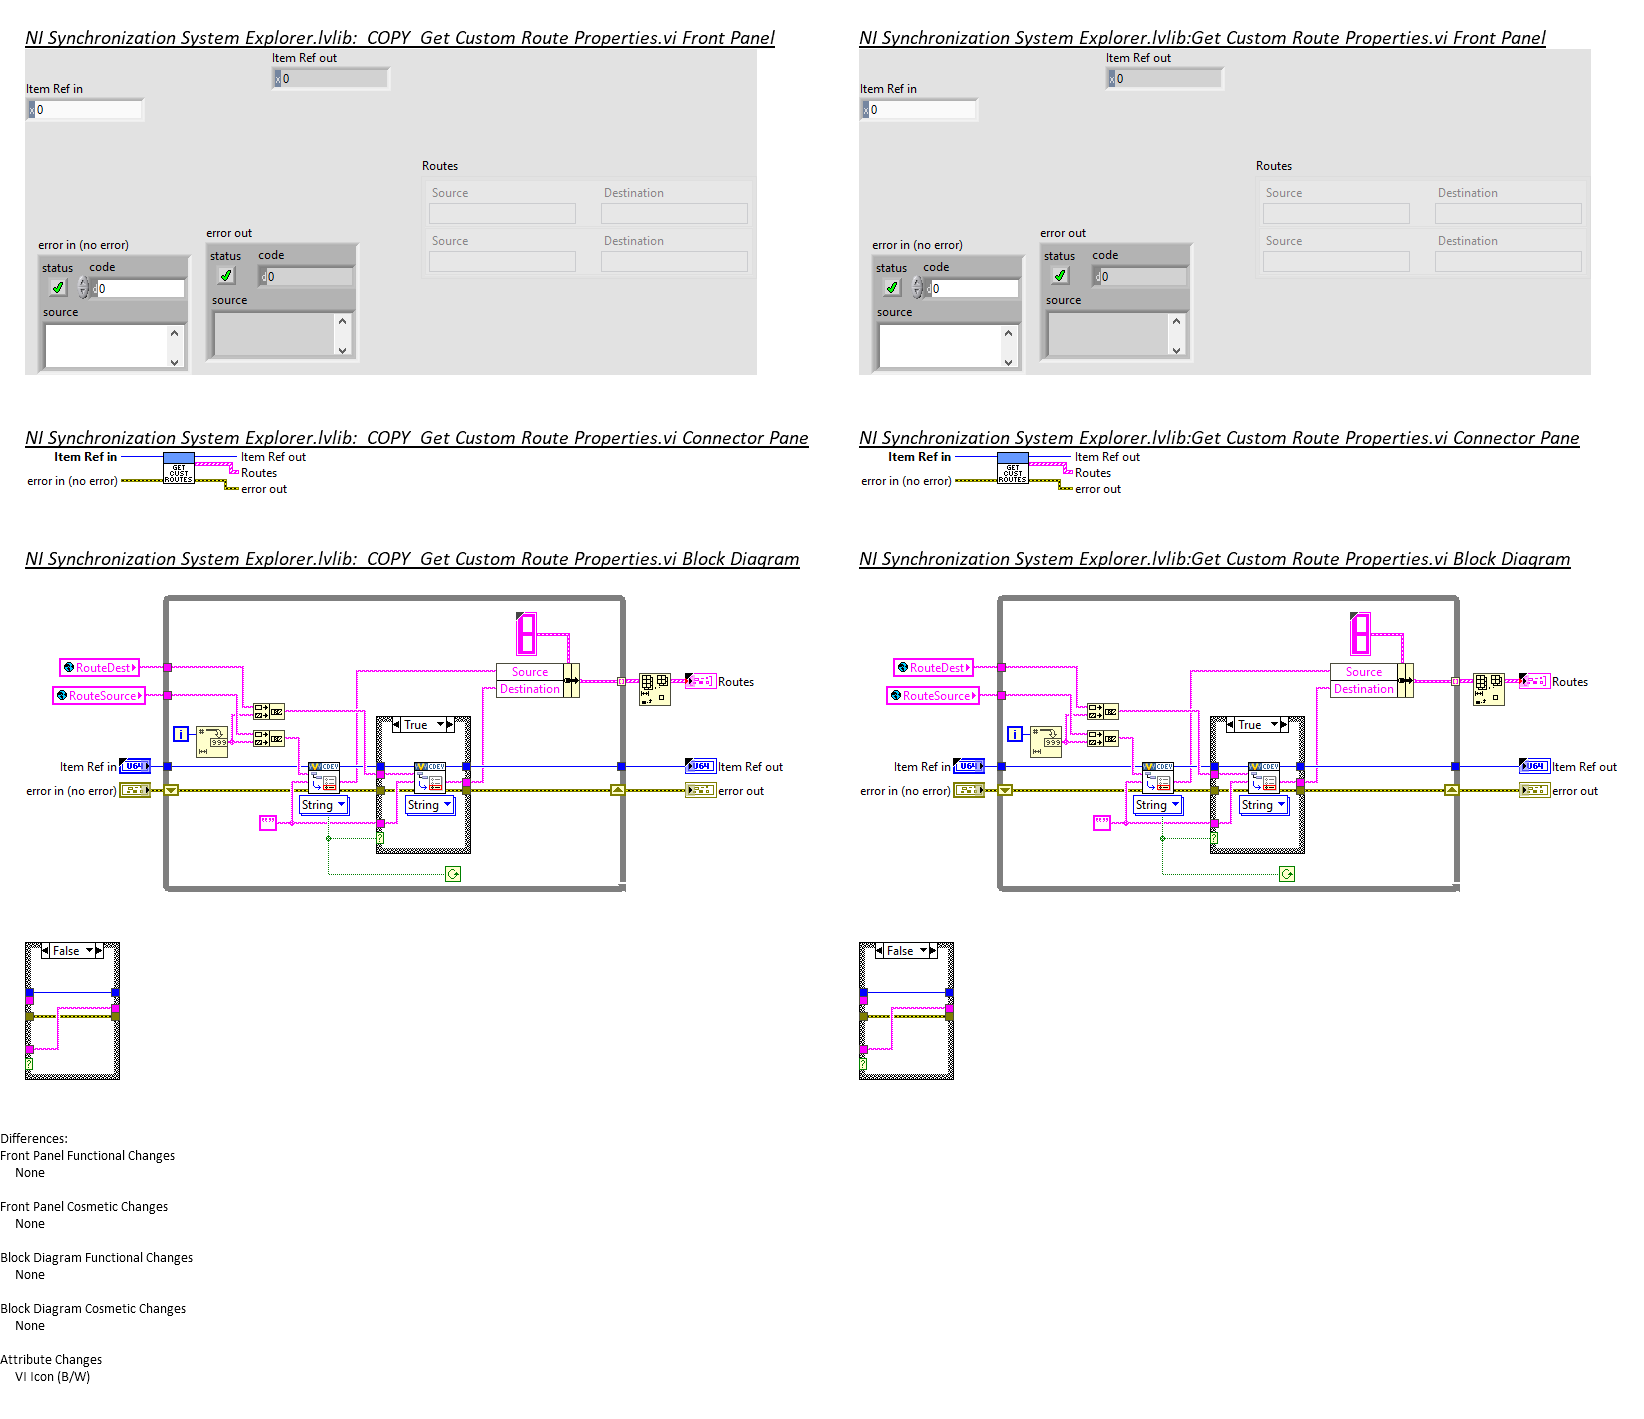 NI Synchronization System Explorer.lvlib:_COPY_Get Custom Route Properties.vi Front Panel
Item Ref out
x 0
Item Ref in
x 0
Routes
Source Destination
Source Destination
error in (no error)
status code
d 0
source
error out
status code
d 0
source
NI Synchronization System Explorer.lvlib:Get Custom Route Properties.vi Front Panel
Item Ref out
x 0
Item Ref in
x 0
Routes
Source Destination
Source Destination
error in (no error)
status code
d 0
source
error out
status code
d 0
source
NI Synchronization System Explorer.lvlib:_COPY_Get Custom Route Properties.vi Connector Pane
Item Ref in
error in (no error)
GET
CUST
ROUTES
Item Ref out
Routes
error out
NI Synchronization System Explorer.lvlib:Get Custom Route Properties.vi Connector Pane
Item Ref in
error in (no error)
GET
CUST
ROUTES
Item Ref out
Routes
error out
NI Synchronization System Explorer.lvlib:_COPY_Get Custom Route Properties.vi Block Diagram
RouteDest
RouteSource
i
# 999
Item Ref in U64
error in (no error)
CDEV
String
True
CDEV
String
""
?
Source
Destination
Routes
U64 Item Ref out
error out
NI Synchronization System Explorer.lvlib:Get Custom Route Properties.vi Block Diagram
RouteDest
RouteSource
i
# 999
Item Ref in U64
error in (no error)
CDEV
String
True
CDEV
String
""
?
Source
Destination
Routes
U64 Item Ref out
error out
False
?
False
?
Differences:
Front Panel Functional Changes
None
Front Panel Cosmetic Changes
None
Block Diagram Functional Changes
None
Block Diagram Cosmetic Changes
None
Attribute Changes
VI Icon (B/W)